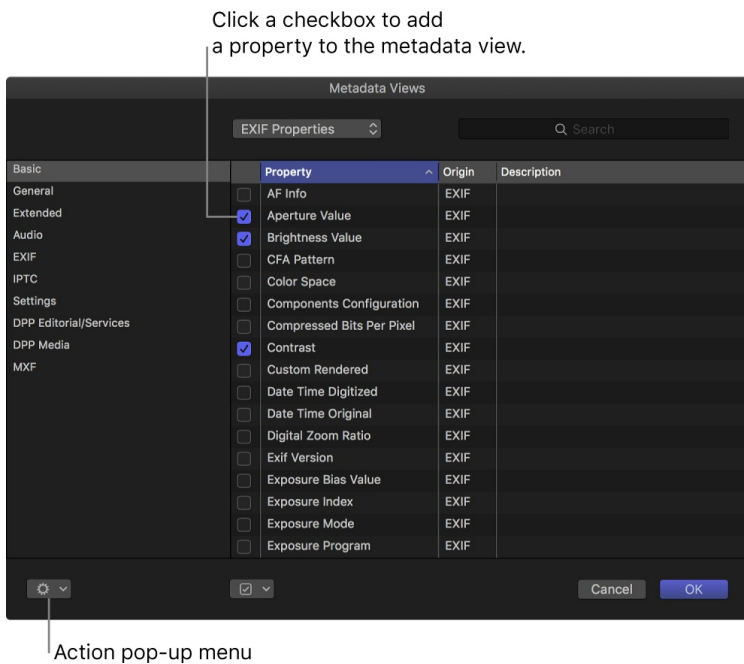 Click a checkbox to add
a property to the metadata view.
Metadata Views
EXIF Properties
Search
Basic
General
Extended
Audio
EXIF
IPTC
Settings
DPP Editorial/Services
DPP Media
MXF
Property Origin Description
AF Info EXIF
Aperture Value EXIF
Brightness Value EXIF
CFA Pattern EXIF
Color Space EXIF
Components Configuration EXIF
Compressed Bits Per Pixel EXIF
Contrast EXIF
Custom Rendered EXIF
Date Time Digitized EXIF
Date Time Original EXIF
Digital Zoom Ratio EXIF
Exif Version EXIF
Exposure Bias Value EXIF
Exposure Index EXIF
Exposure Mode EXIF
Exposure Program EXIF
Cancel OK
Action pop-up menu